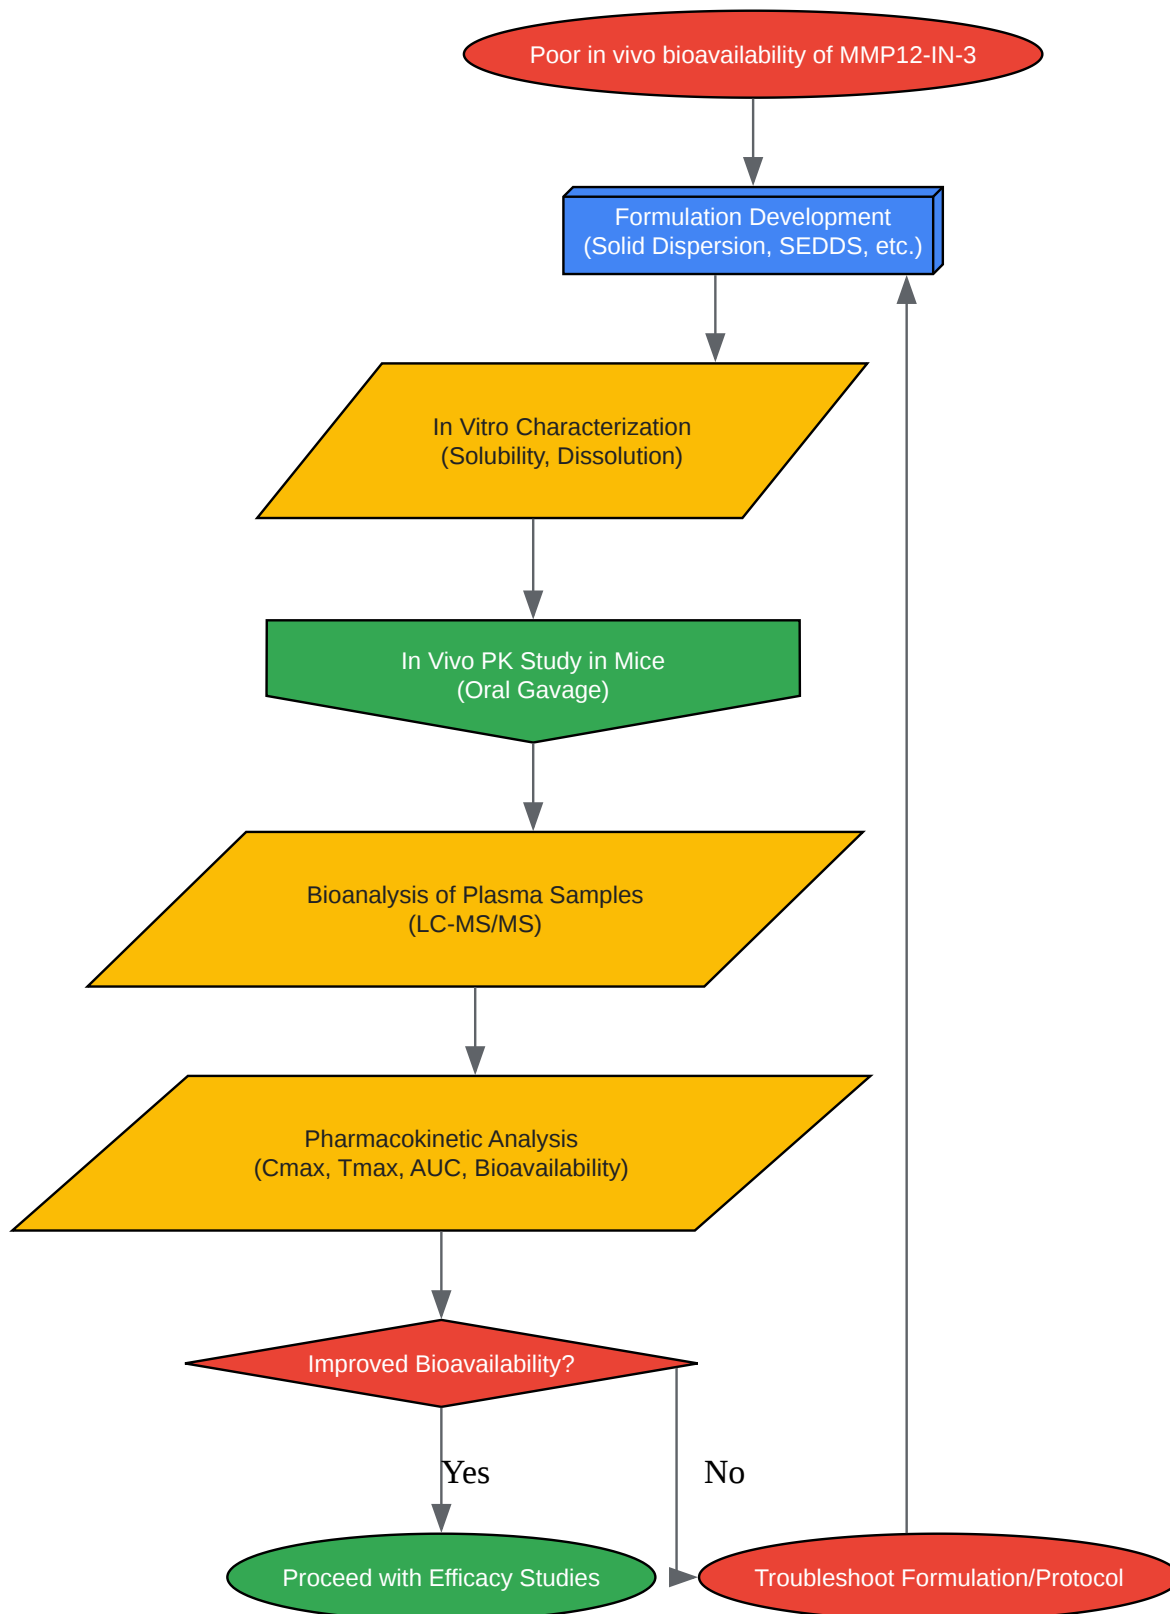 Poor in vivo bioavailability of MMP12-IN-3
Formulation Development
(Solid Dispersion, SEDDS, etc.)
In Vitro Characterization
(Solubility, Dissolution)
In Vivo PK Study in Mice
(Oral Gavage)
Bioanalysis of Plasma Samples
(LC-MS/MS)
Pharmacokinetic Analysis
(Cmax, Tmax, AUC, Bioavailability)
Improved Bioavailability?
Yes
No
Proceed with Efficacy Studies
Troubleshoot Formulation/Protocol